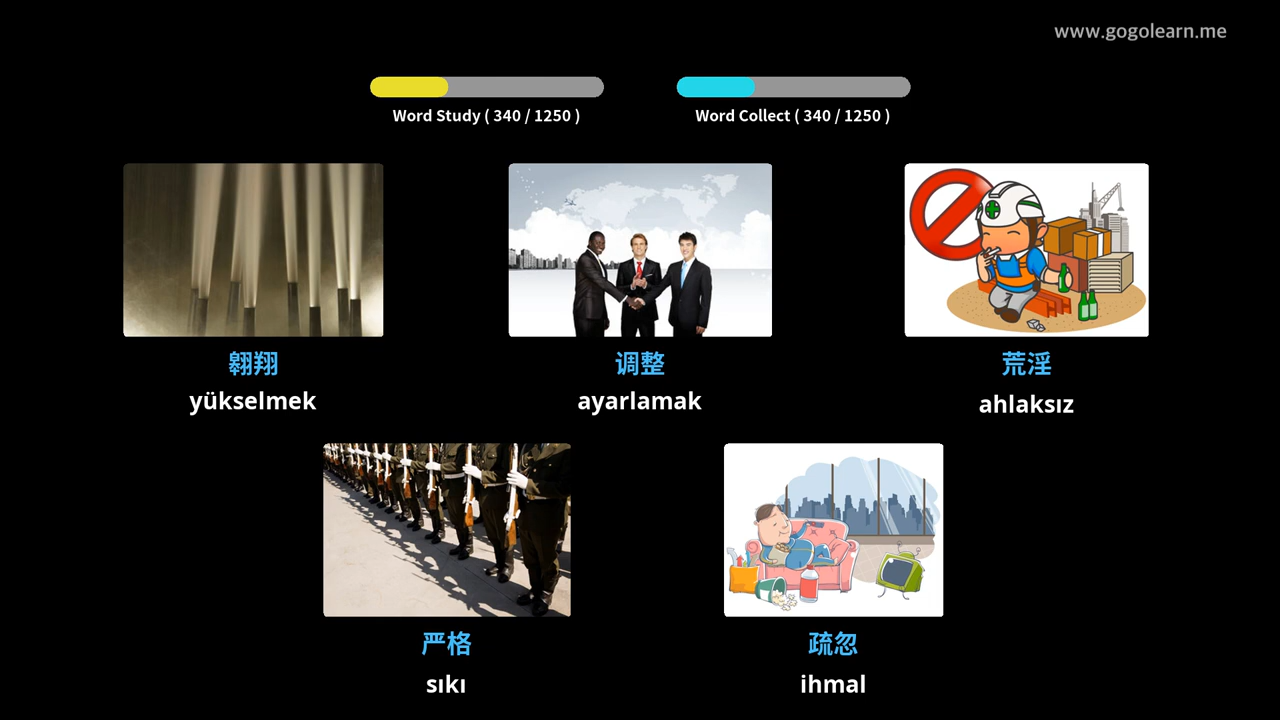 www.gogolearn.me
Word Study ( 340 / 1250 )
Word Collect ( 340 / 1250 )
翱翔
yükselmek
调整
ayarlamak
荒淫
ahlaksız
严格
sıkı
疏忽
ihmal